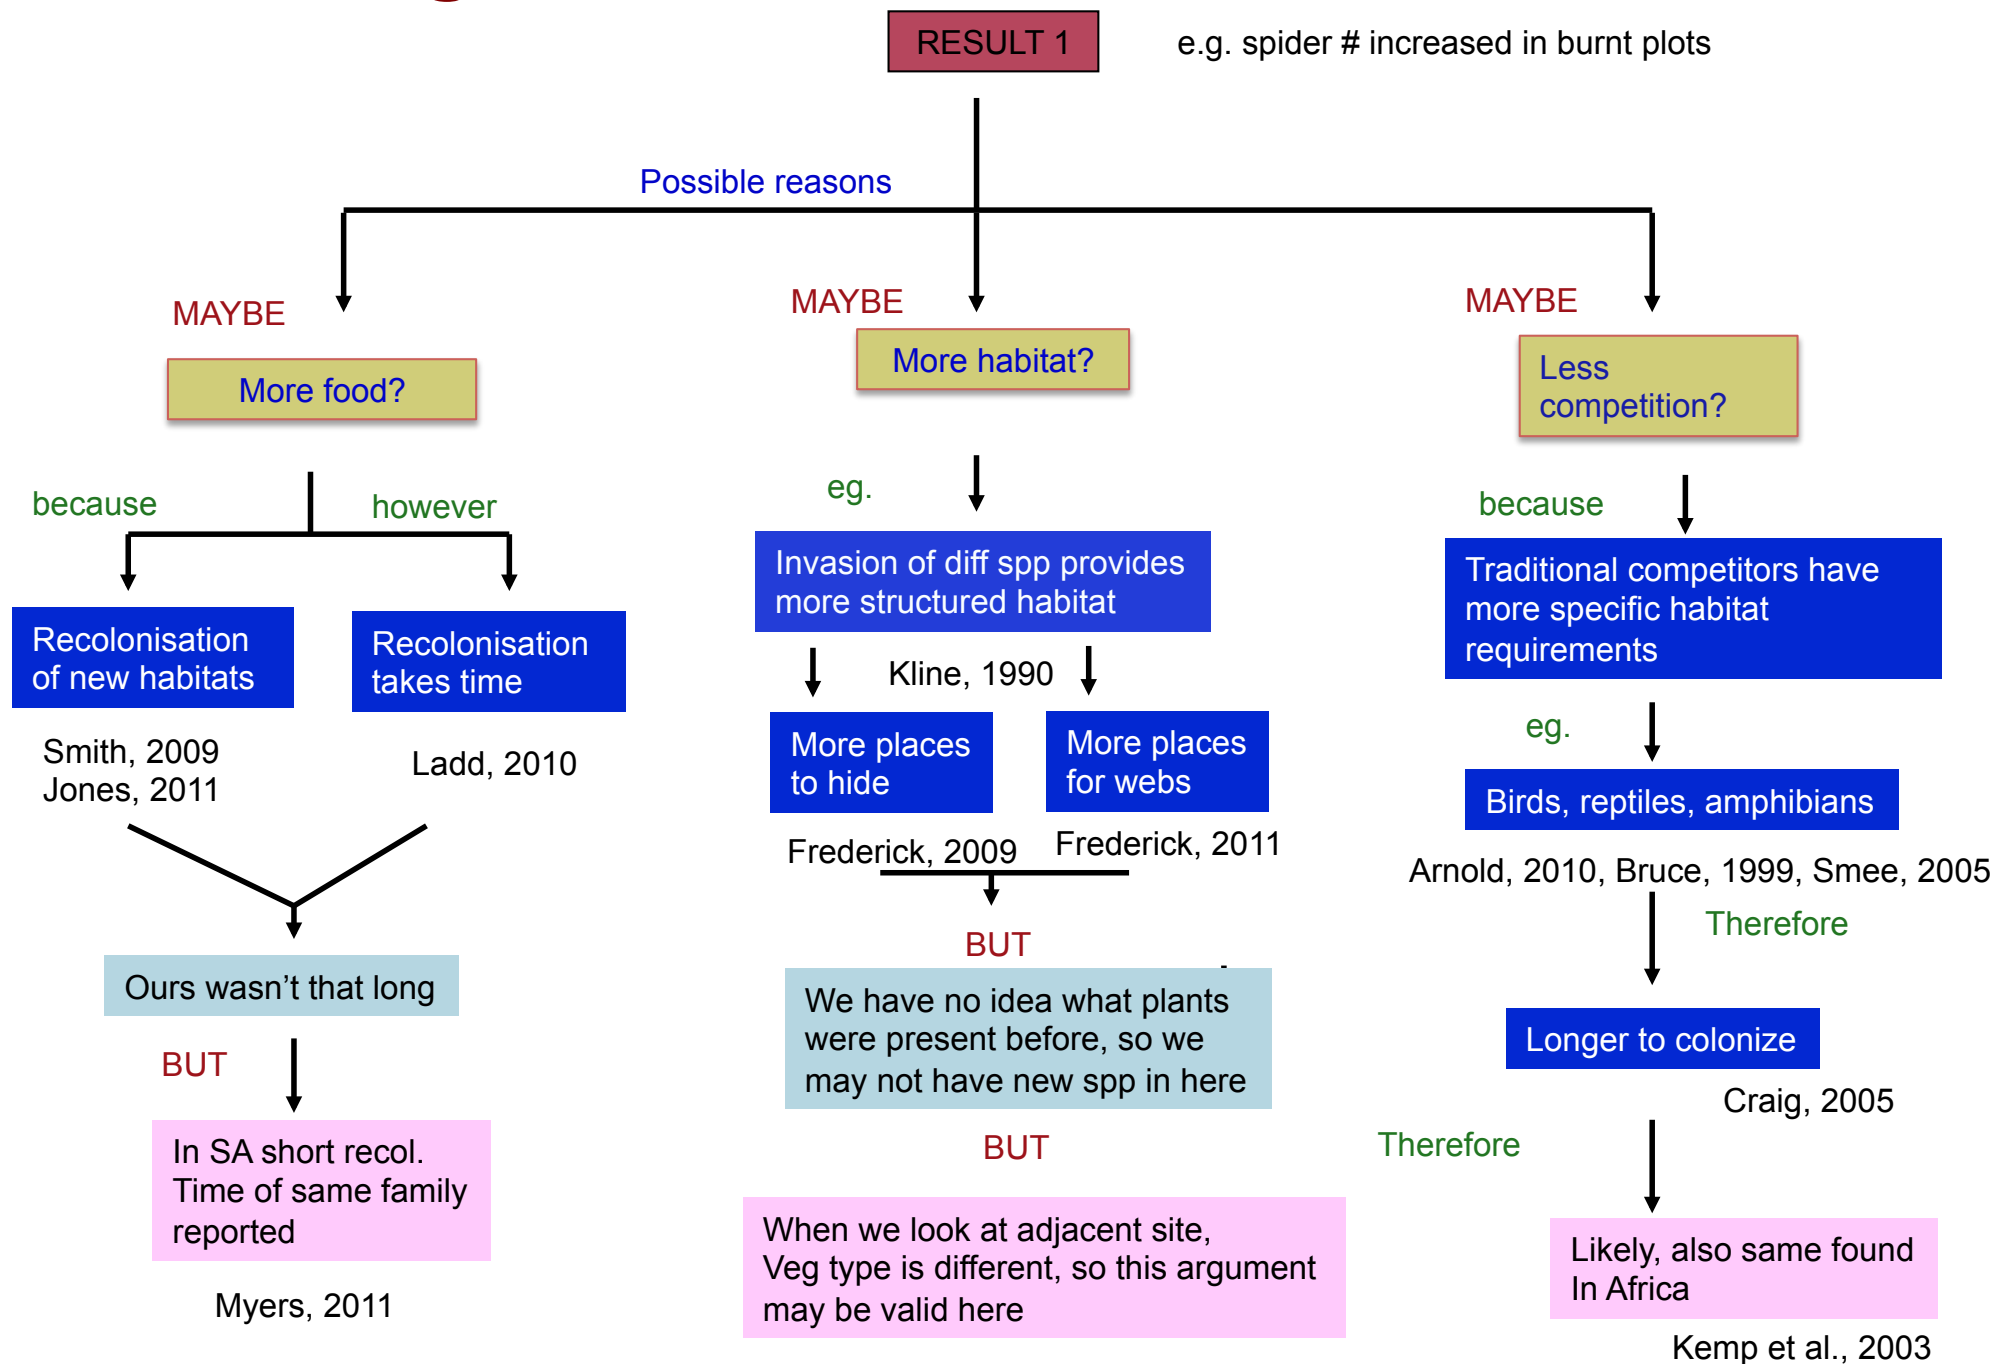 RESULT 1
e.g. spider # increased in burnt plots
Possible reasons
MAYBE
More food?
because
however
Recolonisation
of new habitats
Smith, 2009
Jones, 2011
Recolonisation
takes time
Ladd, 2010
Ours wasn’t that long
BUT
In SA short recol.
Time of same family
reported
Myers, 2011
MAYBE
More habitat?
eg.
Invasion of diff spp provides
more structured habitat
Kline, 1990
More places
to hide
Frederick, 2009
More places
for webs
Frederick, 2011
BUT
We have no idea what plants
were present before, so we
may not have new spp in here
BUT
When we look at adjacent site,
Veg type is different, so this argument
may be valid here
MAYBE
Less
competition?
because
Traditional competitors have
more specific habitat
requirements
eg.
Birds, reptiles, amphibians
Arnold, 2010, Bruce, 1999, Smee, 2005
Therefore
Longer to colonize
Craig, 2005
Therefore
Likely, also same found
In Africa
Kemp et al., 2003